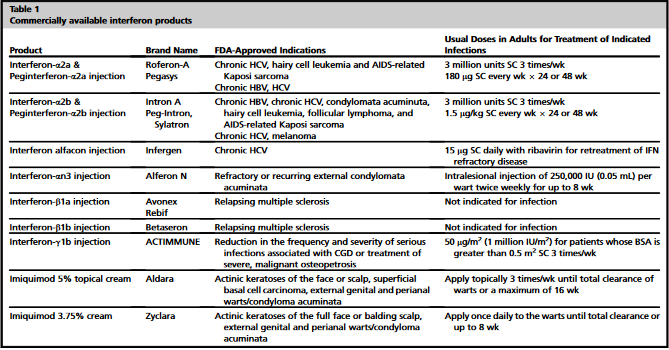 Table 1
Commercially available interferon products
Product Brand Name FDA-Approved Indications Usual Doses in Adults for Treatment of Indicated Infections
Interferon-α2a & Roferon-A Chronic HCV, hairy cell leukemia and AIDS-related 3 million units SC 3 times/wk
Peginterferon-α2a injection Pegasys Kaposi sarcoma 180 μg SC every wk × 24 or 48 wk
Chronic HBV, HCV
Interferon-α2b & Intron A Chronic HBV, chronic HCV, condylomata acuminuta, 3 million units SC 3 times/wk
Peginterferon-α2b injection Peg-Intron, hairy cell leukemia, follicular lymphoma, and 1.5 μg/kg SC every wk × 24 or 48 wk
Sylatron AIDS-related Kaposi sarcoma
Chronic HCV, melanoma
Interferon alfacon injection Infergen Chronic HCV 15 μg SC daily with ribavirin for retreatment of IFN
refractory disease
Interferon-αn3 injection Alferon N Refractory or recurring external condylomata Intralesional injection of 250,000 IU (0.05 mL) per
acuminata wart twice weekly for up to 8 wk
Interferon-β1a injection Avonex Relapsing multiple sclerosis Not indicated for infection
Rebif
Interferon-β1b injection Betaseron Relapsing multiple sclerosis Not indicated for infection
Interferon-γ1b injection ACTIMMUNE Reduction in the frequency and severity of serious 50 μg/m² (1 million IU/m²) for patients whose BSA is
infections associated with CGD or treatment of greater than 0.5 m² SC 3 times/wk
severe, malignant osteopetrosis
Imiquimod 5% topical cream Aldara Actinic keratoses of the face or scalp, superficial Apply topically 3 times/wk until total clearance of
basal cell carcinoma, external genital and perianal warts or a maximum of 16 wk
warts/condyloma acuminata
Imiquimod 3.75% cream Zyclara Actinic keratoses of the full face or balding scalp, Apply once daily to the warts until total clearance or
external genital and perianal warts/condyloma up to 8 wk
acuminata